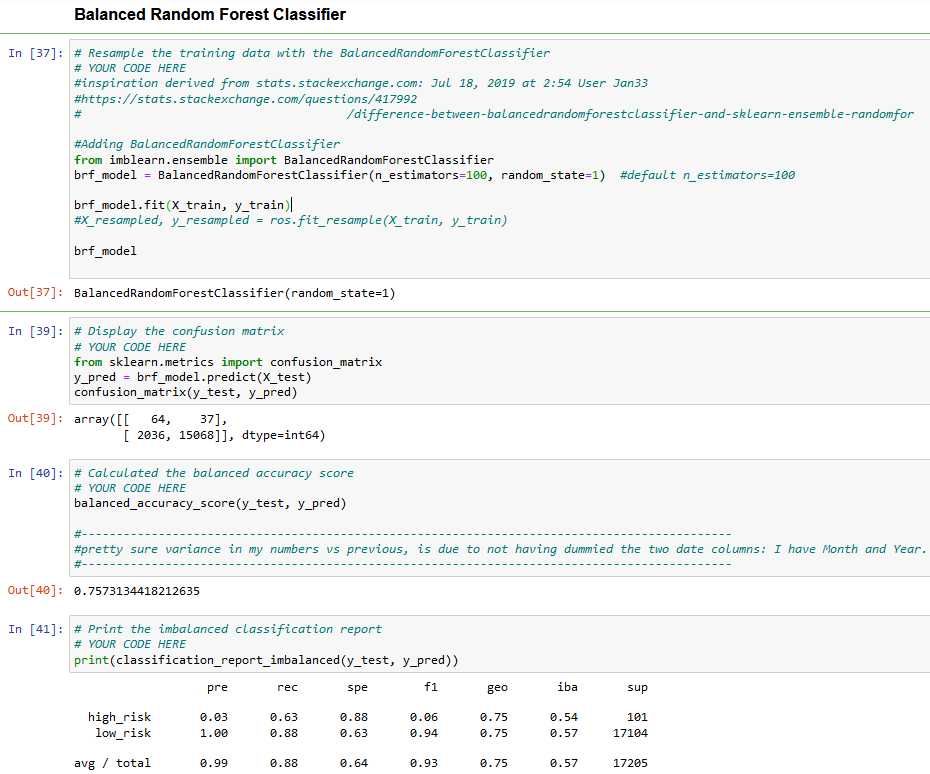 Balanced Random Forest Classifier
In [37]: # Resample the training data with the BalancedRandomForestClassifier
# YOUR CODE HERE
#inspiration derived from stats.stackexchange.com: Jul 18, 2019 at 2:54 User Jan33
#https://stats.stackexchange.com/questions/417992
# /difference-between-balancedrandomforestclassifier-and-sklearn-ensemble-randomfor
#Adding BalancedRandomForestClassifier
from imblearn.ensemble import BalancedRandomForestClassifier
brf_model = BalancedRandomForestClassifier(n_estimators=100, random_state=1) #default n_estimators=100
brf_model.fit(X_train, y_train)
#X_resampled, y_resampled = ros.fit_resample(X_train, y_train)
brf_model
Out[37]: BalancedRandomForestClassifier(random_state=1)
In [39]: # Display the confusion matrix
# YOUR CODE HERE
from sklearn.metrics import confusion_matrix
y_pred = brf_model.predict(X_test)
confusion_matrix(y_test, y_pred)
Out[39]: array([[ 64, 37],
[ 2036, 15068]], dtype=int64)
In [40]: # Calculated the balanced accuracy score
# YOUR CODE HERE
balanced_accuracy_score(y_test, y_pred)
#---------------------------------------------------------------------------------------------
#pretty sure variance in my numbers vs previous, is due to not having dummied the two date columns: I have Month and Year.
#---------------------------------------------------------------------------------------------
Out[40]: 0.7573134418212635
In [41]: # Print the imbalanced classification report
# YOUR CODE HERE
print(classification_report_imbalanced(y_test, y_pred))
pre rec spe f1 geo iba sup
high_risk 0.03 0.63 0.88 0.06 0.75 0.54 101
low_risk 1.00 0.88 0.63 0.94 0.75 0.57 17104
avg / total 0.99 0.88 0.64 0.93 0.75 0.57 17205